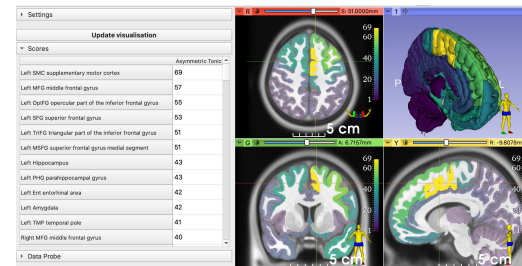 Settings
Update visualisation
Scores
Asymmetric Tonic
Left SMC supplementary motor cortex 69
Left MFG middle frontal gyrus 57
Left OpIFG opercular part of the inferior frontal gyrus 55
Left SFG superior frontal gyrus 53
Left TrIFG triangular part of the inferior frontal gyrus 51
Left MSFG superior frontal gyrus medial segment 51
Left Hippocampus 43
Left PHG parahippocampal gyrus 43
Left Ent entorhinal area 42
Left Amygdala 42
Left TMP temporal pole 41
Right MFG middle frontal gyrus 40
Data Probe
R S: 51.0000mm
69
60
40
20
1
5 cm
1
P L
G A: 6.7157mm
69
60
40
20
1
5 cm
Y R: -9.8078mm
69
60
40
20
1
5 cm